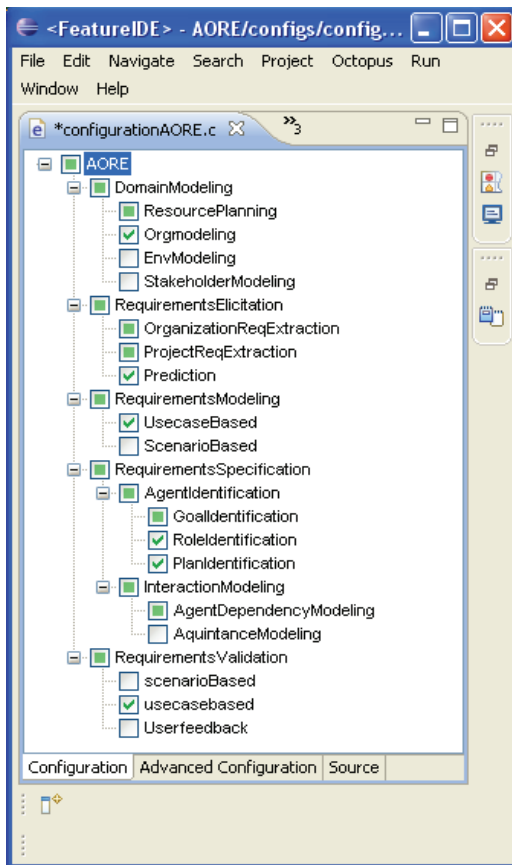 <FeatureIDE> - AORE/configs/config...
File Edit Navigate Search Project Octopus Run
Window Help
*configurationAORE.c »3
AORE
DomainModeling
ResourcePlanning
Orgmodeling
EnvModeling
StakeholderModeling
RequirementsElicitation
OrganizationReqExtraction
ProjectReqExtraction
Prediction
RequirementsModeling
UsecaseBased
ScenarioBased
RequirementsSpecification
AgentIdentification
GoalIdentification
RoleIdentification
PlanIdentification
InteractionModeling
AgentDependencyModeling
AquintanceModeling
RequirementsValidation
scenarioBased
usecasebased
Userfeedback
Configuration Advanced Configuration Source